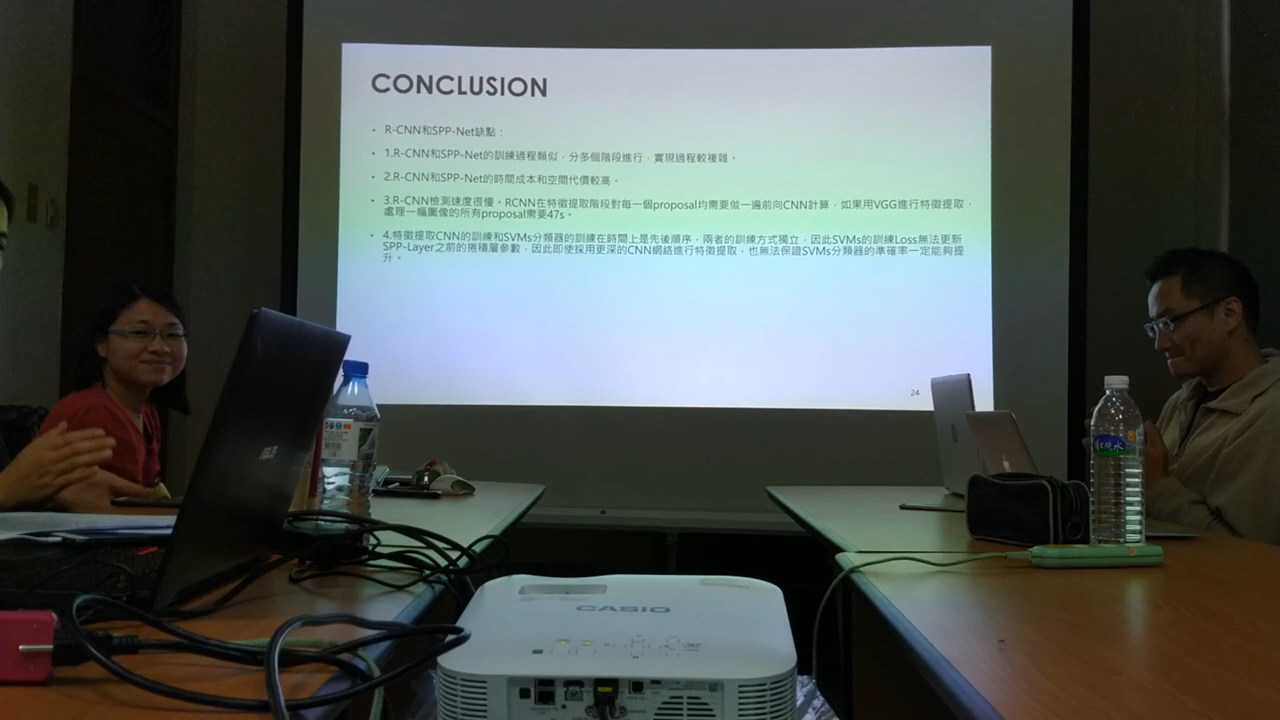 CONCLUSION
• R-CNN和SPP-Net缺點：
• 1.R-CNN和SPP-Net的訓練過程類似，分多個階段進行，實現過程較複雜。
• 2.R-CNN和SPP-Net的時間成本和空間代價較高。
• 3.R-CNN檢測速度很慢。RCNN在特徵提取階段對每一個proposal均需要做一遍前向CNN計算，如果用VGG進行特徵提取，
處理一幅圖像的所有proposal需要47s。
• 4.特徵提取CNN的訓練和SVMs分類器的訓練在時間上是先後順序，兩者的訓練方式獨立，因此SVMs的訓練Loss無法更新
SPP-Layer之前的捲積層參數，因此即使採用更深的CNN網絡進行特徵提取，也無法保證SVMs分類器的準確率一定能夠提
升。
24
ASUS
CASIO